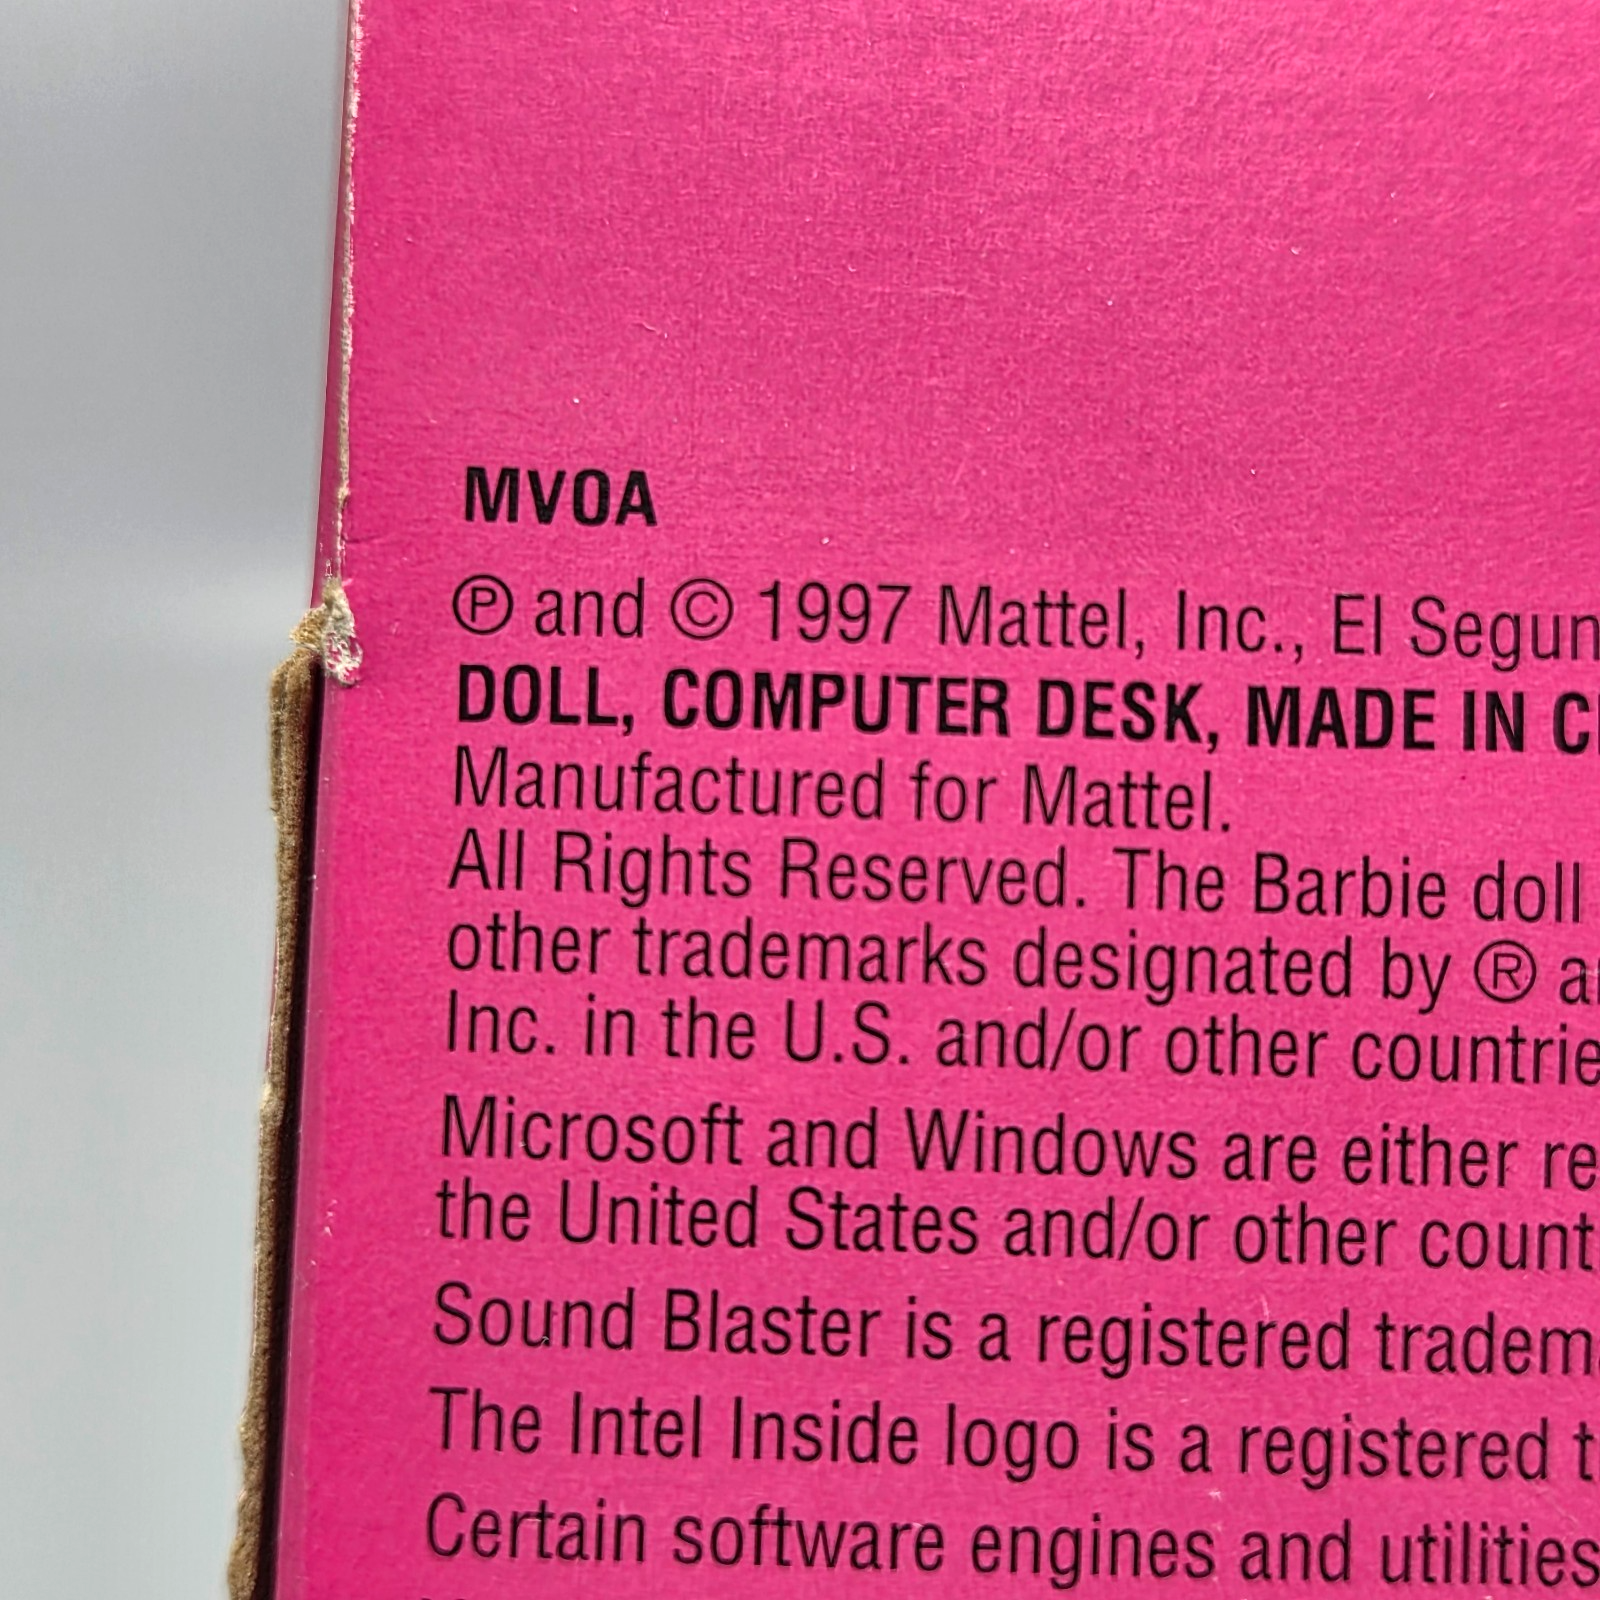 MVOA
℗ and © 1997 Mattel, Inc., El Segun
DOLL, COMPUTER DESK, MADE IN C
Manufactured for Mattel.
All Rights Reserved. The Barbie doll
other trademarks designated by ® a
Inc. in the U.S. and/or other countrie
Microsoft and Windows are either re
the United States and/or other count
Sound Blaster is a registered tradem
The Intel Inside logo is a registered t
Certain software engines and utilities